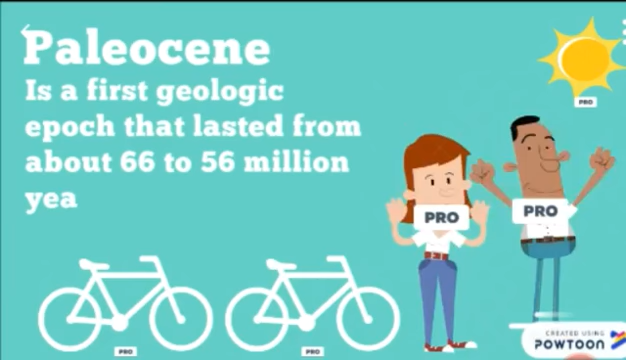 Paleocene
Is a first geologic
epoch that lasted from
about 66 to 56 million
yea
PRO
PRO
PRO
PRO
PRO
CREATED USING
POWTOON